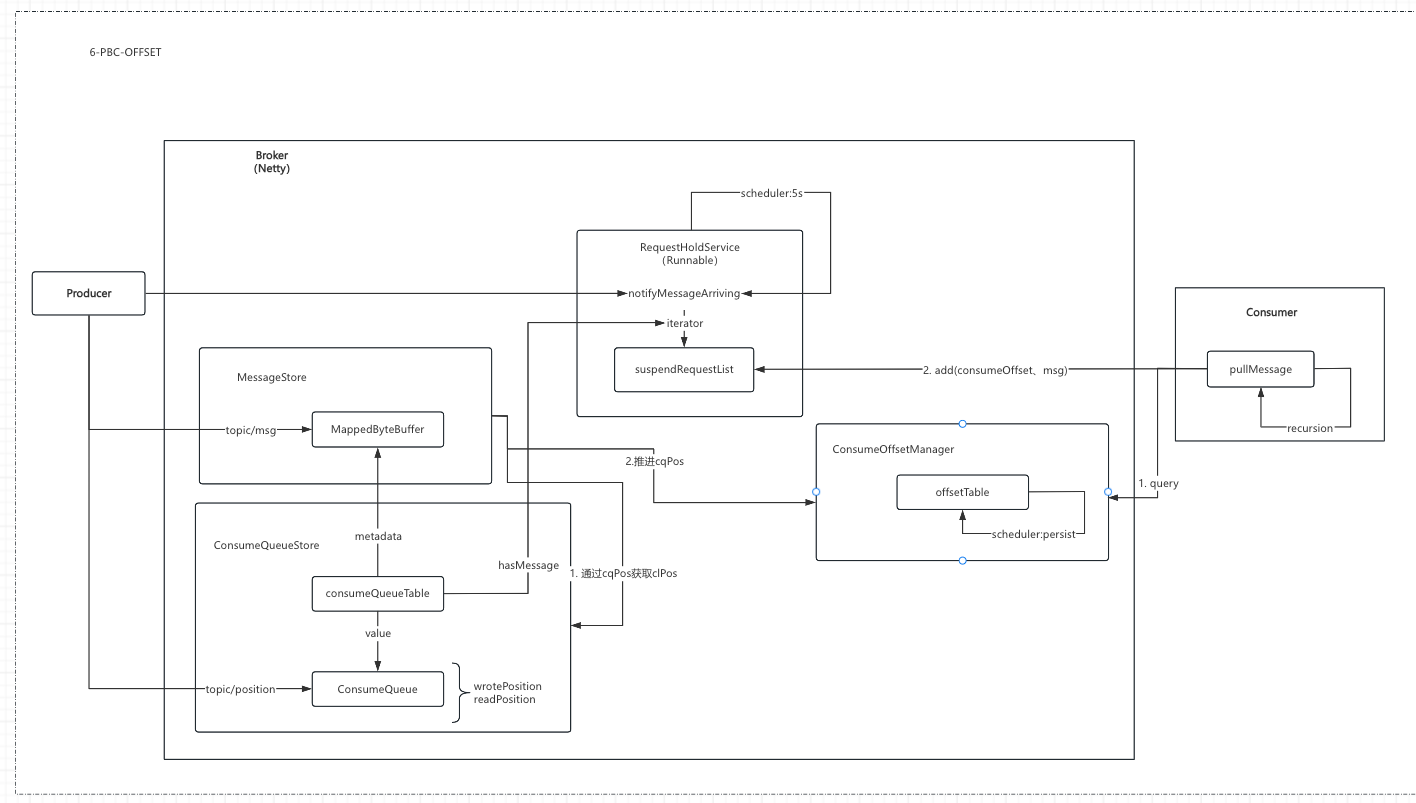 6-PBC-OFFSET
Broker
(Netty)
scheduler:5s
RequestHoldService
(Runnable)
Producer
notifyMessageArriving
iterator
suspendRequestList
Consumer
pullMessage
recursion
2. add(consumeOffset、msg)
MessageStore
MappedByteBuffer
topic/msg
2.推进cqPos
ConsumeOffsetManager
offsetTable
scheduler:persist
1. query
metadata
ConsumeQueueStore
hasMessage
1. 通过cqPos获取clPos
consumeQueueTable
value
topic/position
ConsumeQueue
wrotePosition
readPosition